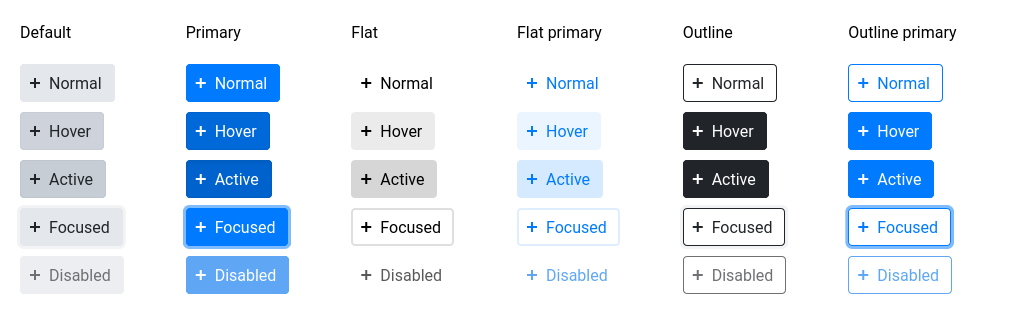 Default Primary Flat Flat primary Outline Outline primary
+ Normal + Normal + Normal + Normal + Normal + Normal
+ Hover + Hover + Hover + Hover + Hover + Hover
+ Active + Active + Active + Active + Active + Active
+ Focused + Focused + Focused + Focused + Focused + Focused
+ Disabled + Disabled + Disabled + Disabled + Disabled + Disabled